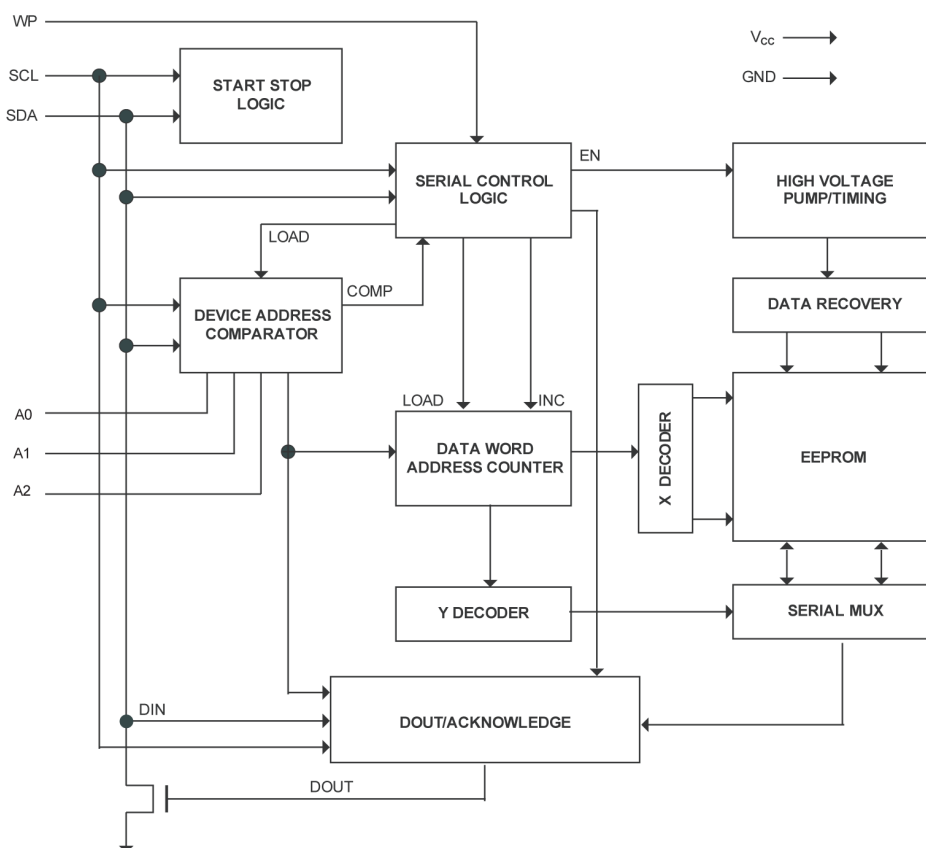 WP
SCL
SDA
START STOP
LOGIC
V_CC
GND
EN
SERIAL CONTROL
LOGIC
HIGH VOLTAGE
PUMP/TIMING
LOAD
COMP
DEVICE ADDRESS
COMPARATOR
DATA RECOVERY
A0
A1
A2
LOAD
INC
DATA WORD
ADDRESS COUNTER
X DECODER
EEPROM
Y DECODER
SERIAL MUX
DIN
DOUT/ACKNOWLEDGE
DOUT